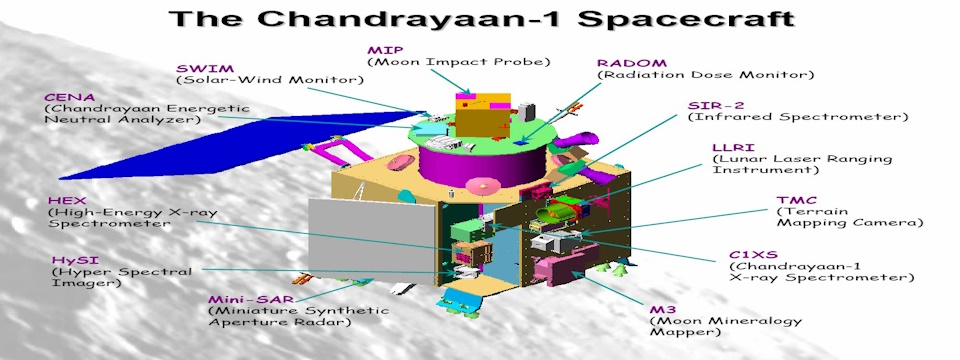 The Chandrayaan-1 Spacecraft
MIP
(Moon Impact Probe)
SWIM
(Solar-Wind Monitor)
RADOM
(Radiation Dose Monitor)
CENA
(Chandrayaan Energetic
Neutral Analyzer)
SIR-2
(Infrared Spectrometer)
LLRI
(Lunar Laser Ranging
Instrument)
HEX
(High-Energy X-ray
Spectrometer
TMC
(Terrain
Mapping Camera)
HySI
(Hyper Spectral
Imager)
C1XS
(Chandrayaan-1
X-ray Spectrometer)
Mini-SAR
(Miniature Synthetic
Aperture Radar)
M3
(Moon Mineralogy
Mapper)